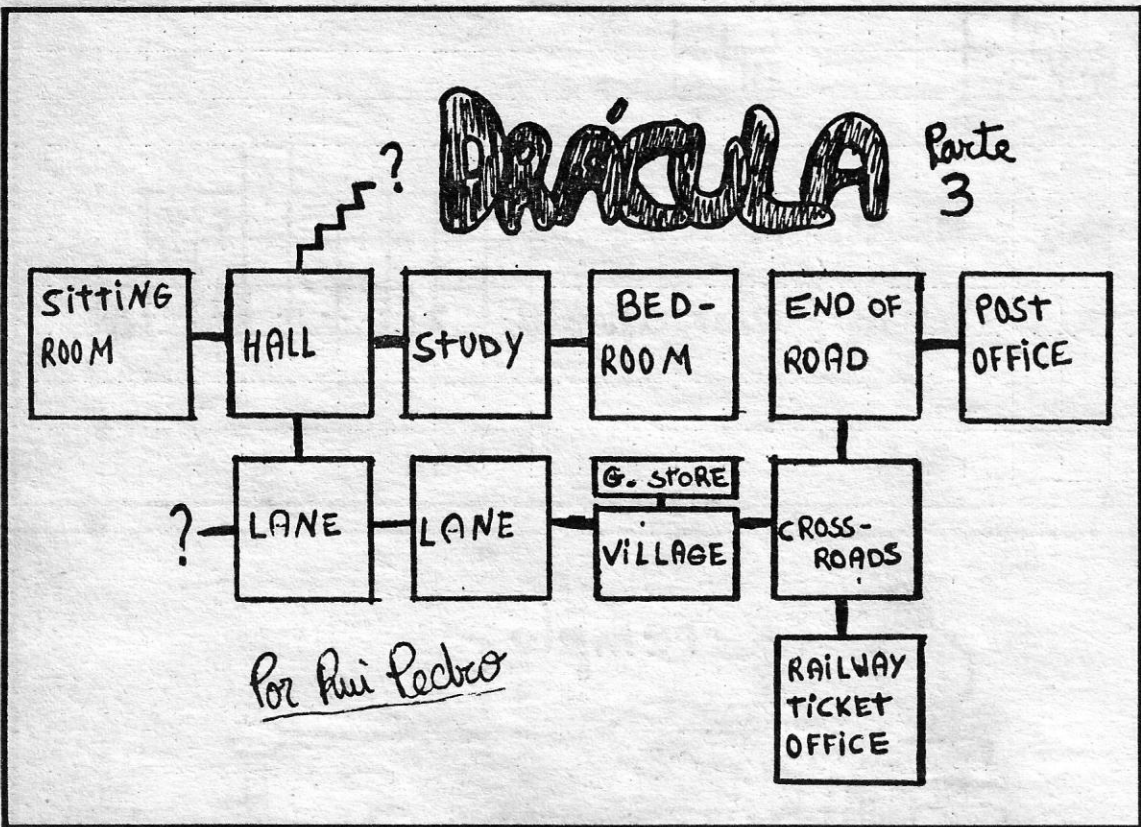 DRÁCULA
Parte
3
?
SITTING
ROOM
HALL
STUDY
BED-
ROOM
END OF
ROAD
POST
OFFICE
?
LANE
LANE
G. STORE
VILLAGE
CROSS-
ROADS
RAILWAY
TICKET
OFFICE
Por Rui Pedro